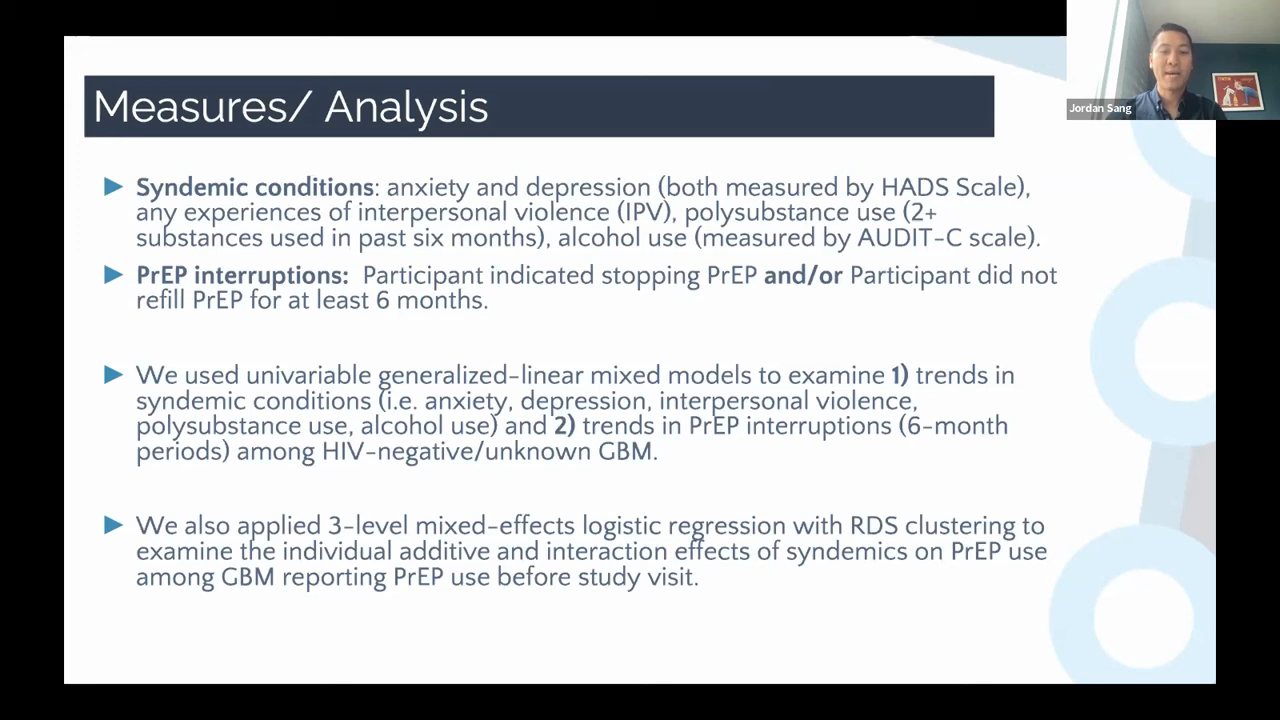 Measures/ Analysis
Jordan Sang
Syndemic conditions: anxiety and depression (both measured by HADS Scale),
any experiences of interpersonal violence (IPV), polysubstance use (2+
substances used in past six months), alcohol use (measured by AUDIT-C scale).
PrEP interruptions: Participant indicated stopping PrEP and/or Participant did not
refill PrEP for at least 6 months.
We used univariable generalized-linear mixed models to examine 1) trends in
syndemic conditions (i.e. anxiety, depression, interpersonal violence,
polysubstance use, alcohol use) and 2) trends in PrEP interruptions (6-month
periods) among HIV-negative/unknown GBM.
We also applied 3-level mixed-effects logistic regression with RDS clustering to
examine the individual additive and interaction effects of syndemics on PrEP use
among GBM reporting PrEP use before study visit.